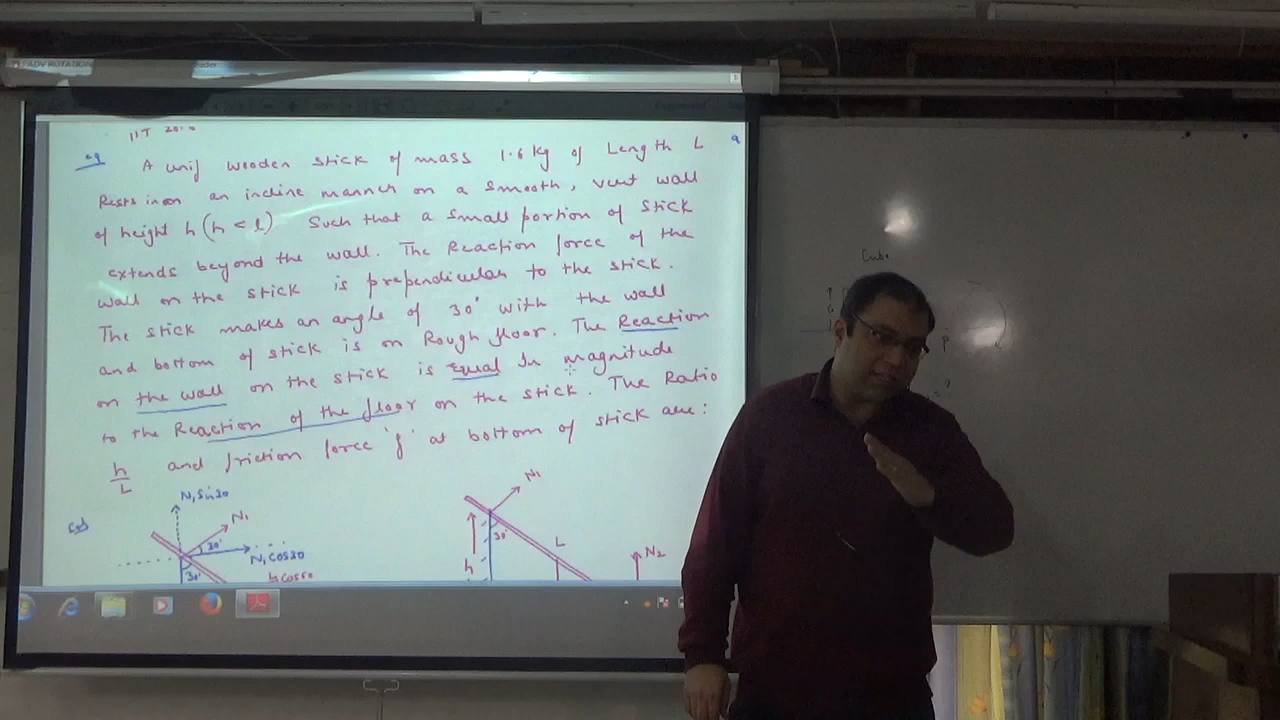 ADV ROTATION
IIT 2010
eg A unif wooden stick of mass 1.6 kg of Length L
Rests in an incline manner on a smooth, vert wall
of height h (h < l) Such that a small portion of stick
extends beyond the wall. The Reaction force of the
wall on the stick is prependicular to the stick.
The stick makes an angle of 30° with the wall
and bottom of stick is on Rough floor. The Reaction
on the wall on the stick is Equal In magnitude
to the Reaction of the floor on the stick. The Ratio
h/L and friction force 'f' at bottom of stick are:
N₁ Sin30
N₁
30°
N₁ COS30
30°
N₁
30°
L
h
N₂
Cube